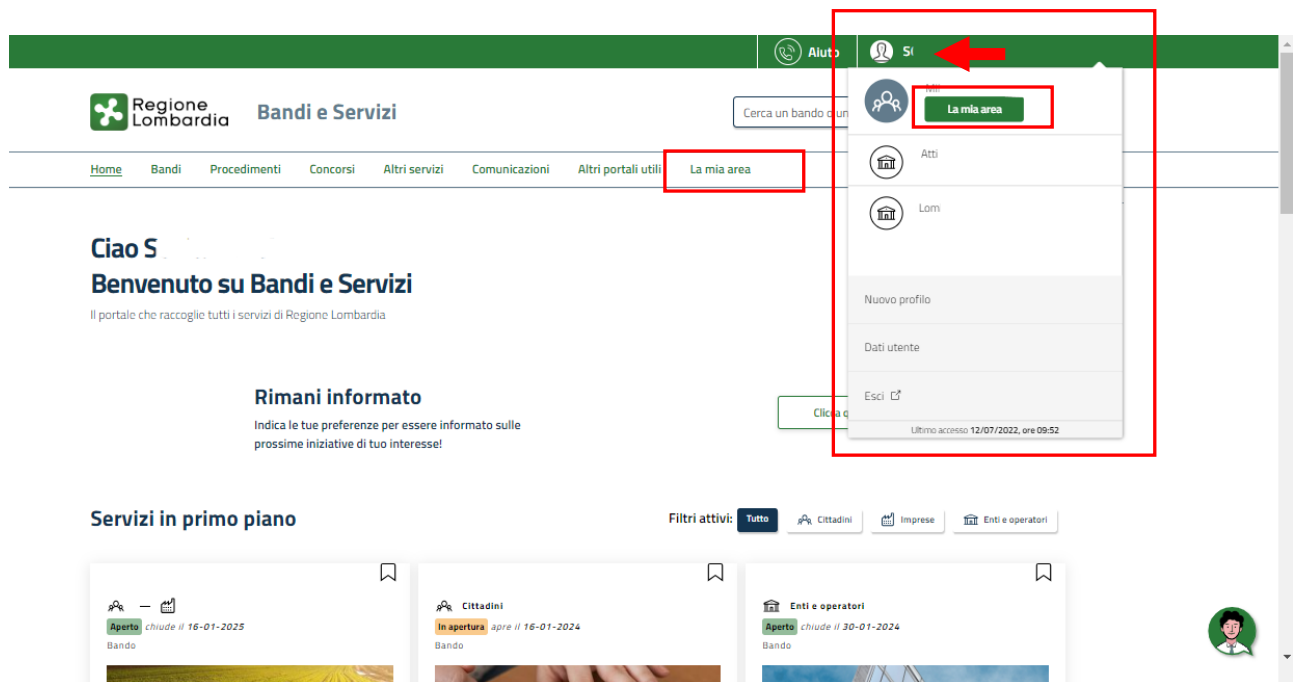 Aiuto
S(
Regione
Lombardia
Bandi e Servizi
Cerca un bando o un
La mia area
Home Bandi Procedimenti Concorsi Altri servizi Comunicazioni Altri portali utili La mia area
Atti
Lom
Ciao S
Benvenuto su Bandi e Servizi
Il portale che raccoglie tutti i servizi di Regione Lombardia
Nuovo profilo
Dati utente
Esci
Ultimo accesso 12/07/2022, ore 09:52
Rimani informato
Indica le tue preferenze per essere informato sulle
prossime iniziative di tuo interesse!
Clicca q
Servizi in primo piano
Filtri attivi: Tutto Cittadini Imprese Enti e operatori
Aperto chiude il 16-01-2025
Bando
Cittadini
In apertura apre il 16-01-2024
Bando
Enti e operatori
Aperto chiude il 30-01-2024
Bando